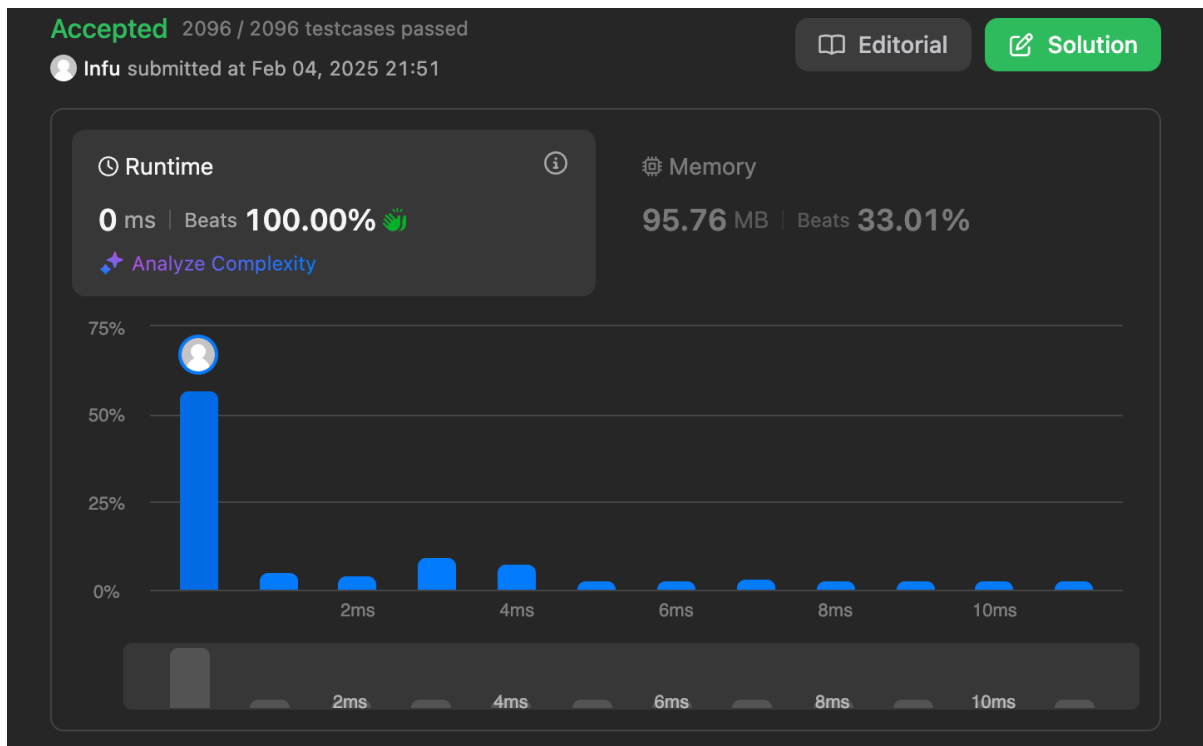 Accepted 2096 / 2096 testcases passed
Editorial
Solution
Infu submitted at Feb 04, 2025 21:51
Runtime
0 ms | Beats 100.00%
Analyze Complexity
Memory
95.76 MB | Beats 33.01%
75%
50%
25%
0%
2ms 4ms 6ms 8ms 10ms
2ms 4ms 6ms 8ms 10ms